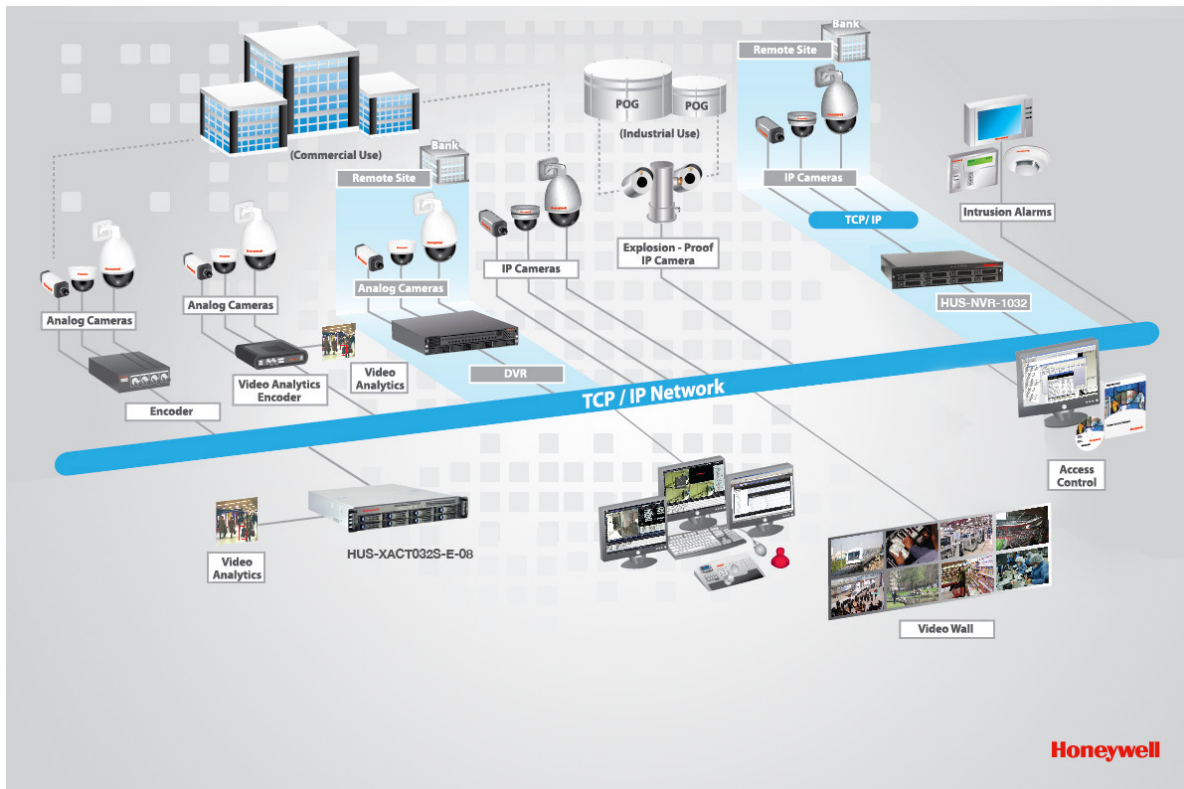 Bank
Remote Site
POG
POG
(Industrial Use)
(Commercial Use)
Bank
Remote Site
IP Cameras
TCP/ IP
Intrusion Alarms
Explosion - Proof
IP Camera
IP Cameras
Analog Cameras
Analog Cameras
Analog Cameras
HUS-NVR-1032
Video Analytics
Encoder
Video
Analytics
DVR
Encoder
TCP / IP Network
Access
Control
HUS-XACT032S-E-08
Video
Analytics
Video Wall
Honeywell